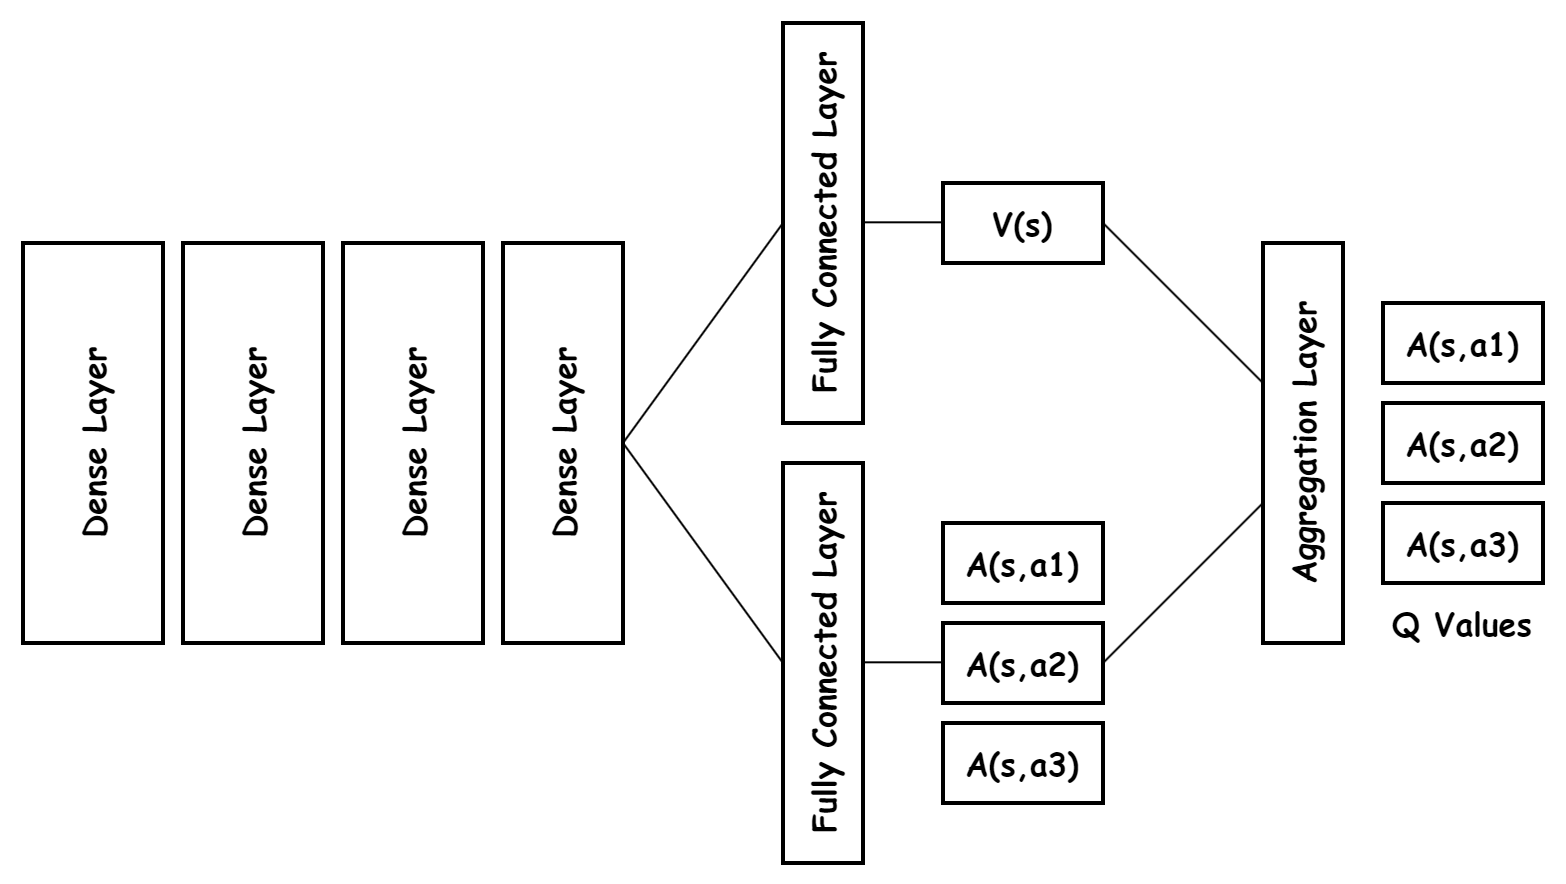 Dense Layer
Dense Layer
Dense Layer
Dense Layer
Fully Connected Layer
V(s)
Fully Connected Layer
A(s,a1)
A(s,a2)
A(s,a3)
Aggregation Layer
A(s,a1)
A(s,a2)
A(s,a3)
Q Values